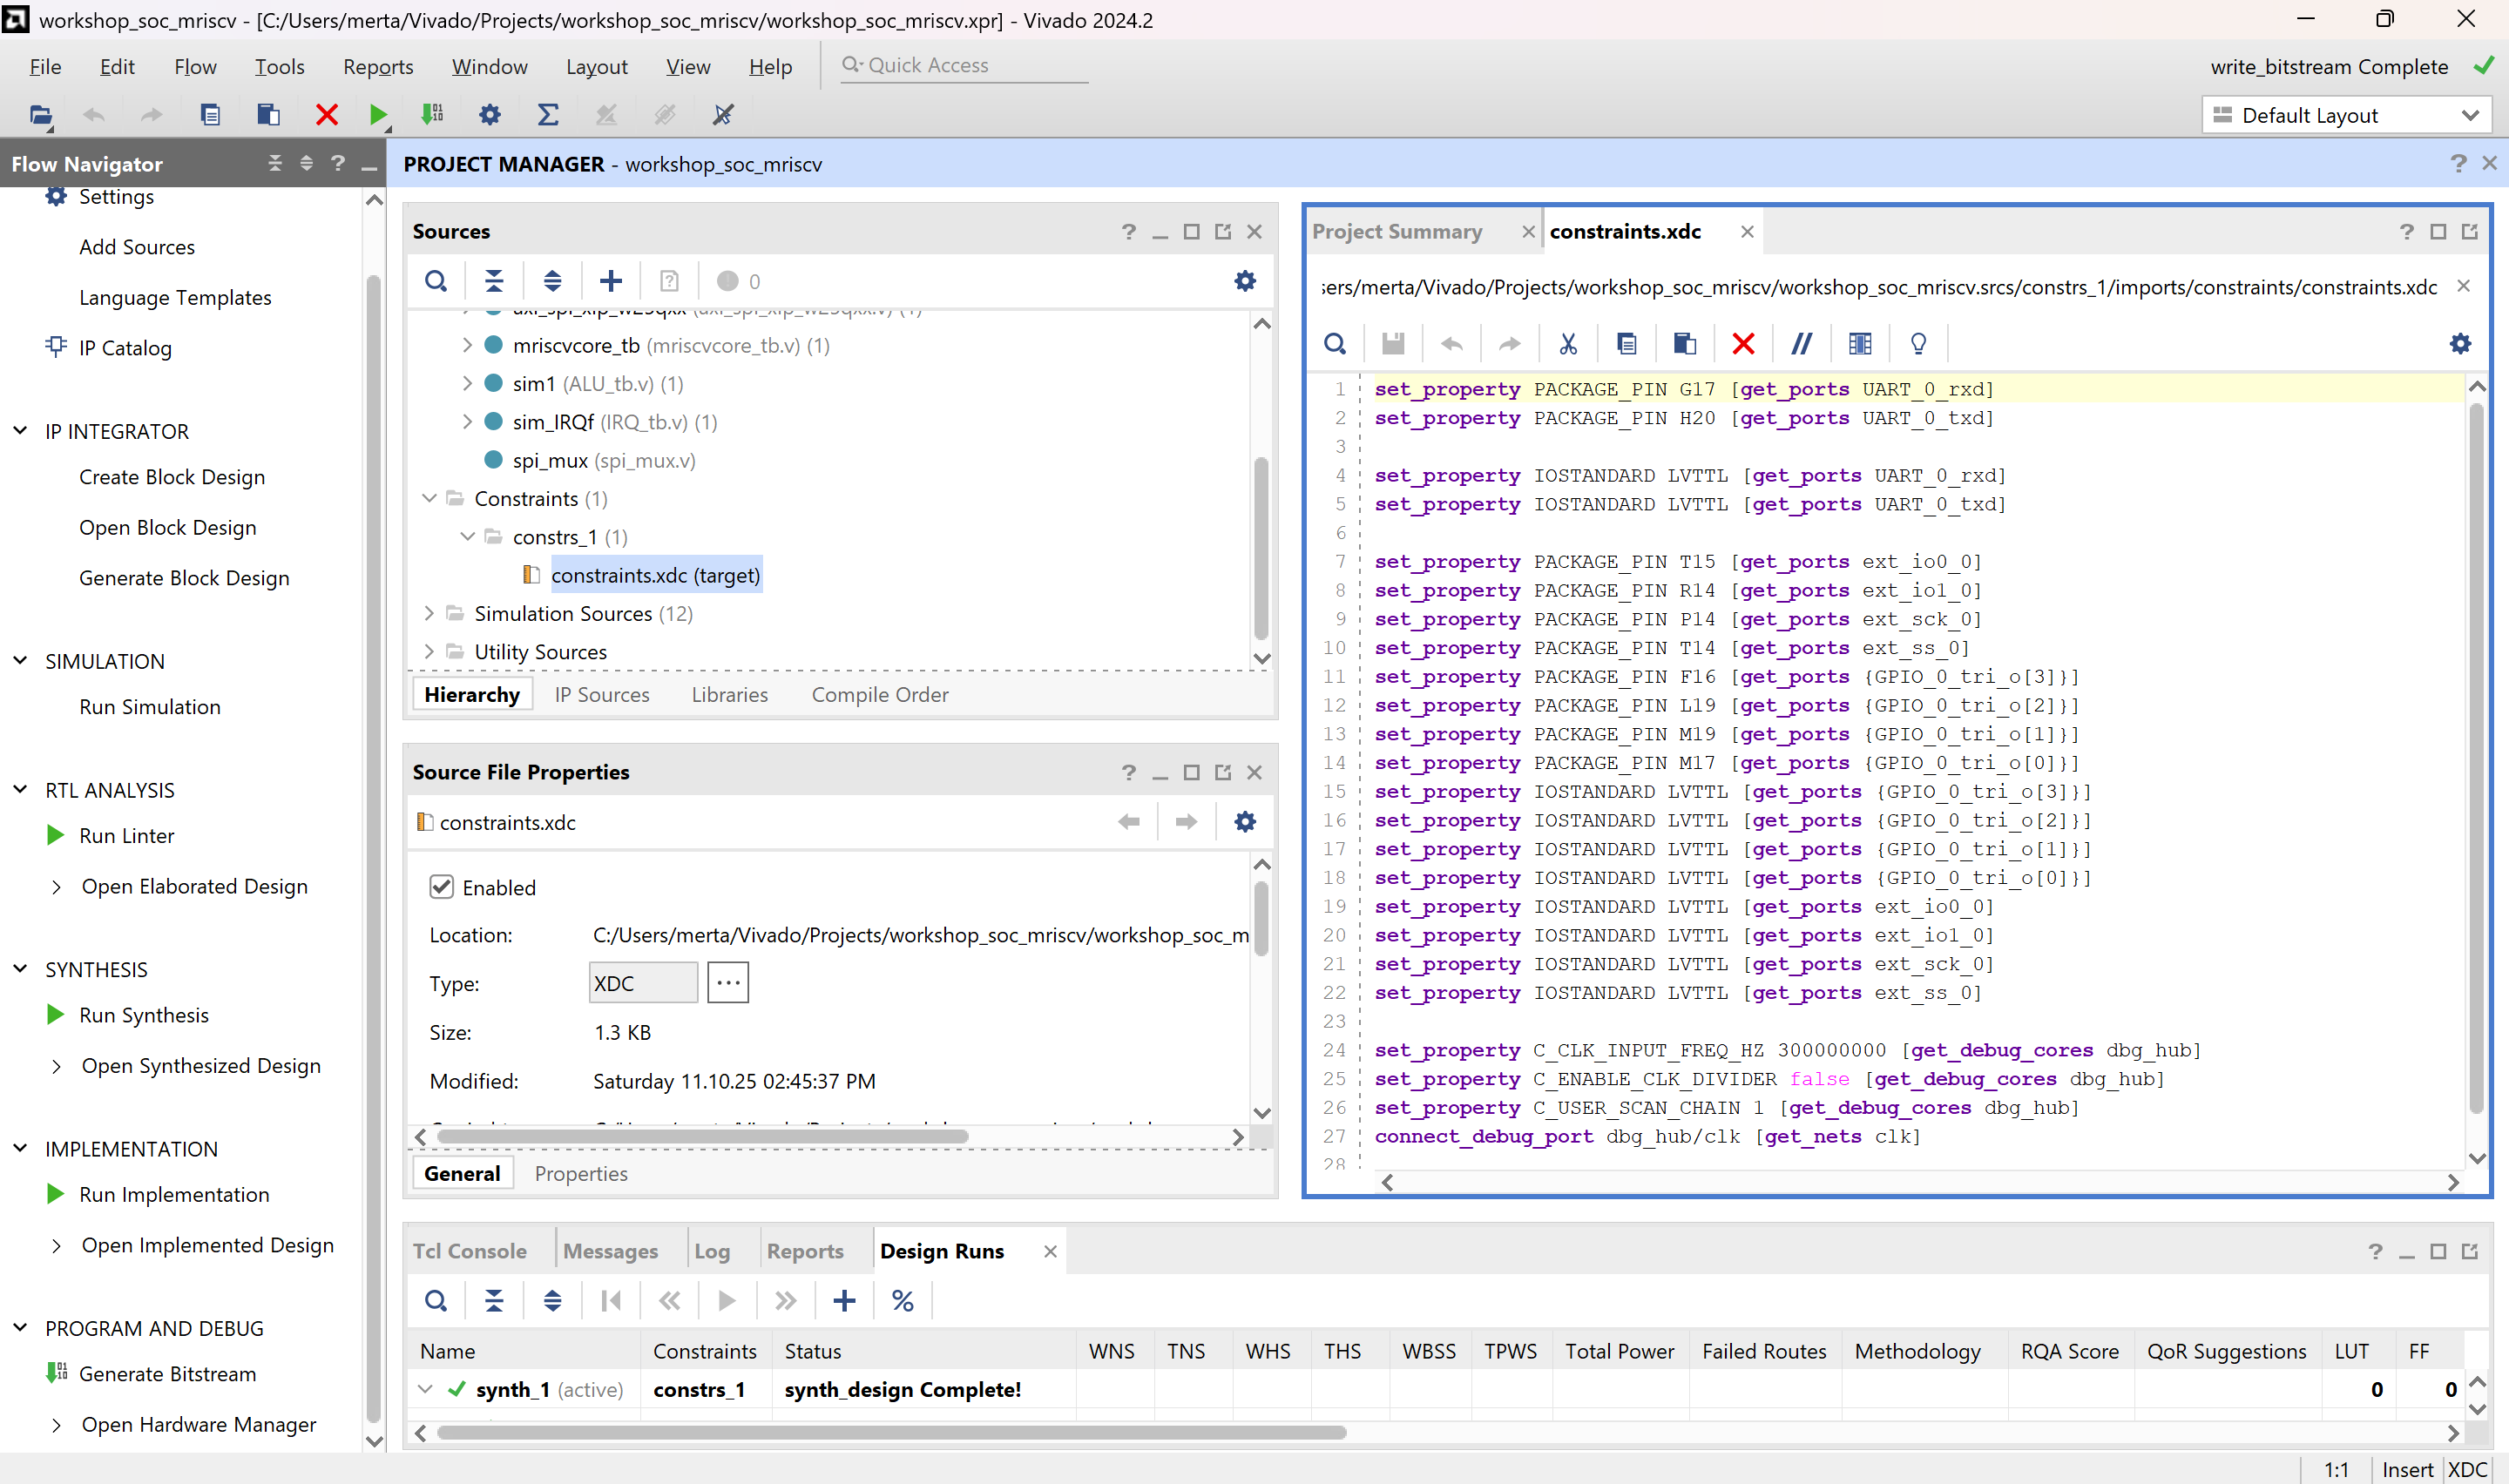 workshop_soc_mriscv - [C:/Users/merta/Vivado/Projects/workshop_soc_mriscv/workshop_soc_mriscv.xpr] - Vivado 2024.2
File Edit Flow Tools Reports Window Layout View Help Quick Access write_bitstream Complete
Default Layout
Flow Navigator
PROJECT MANAGER - workshop_soc_mriscv
Settings
Add Sources
Language Templates
IP Catalog
IP INTEGRATOR
Create Block Design
Open Block Design
Generate Block Design
SIMULATION
Run Simulation
RTL ANALYSIS
Run Linter
Open Elaborated Design
SYNTHESIS
Run Synthesis
Open Synthesized Design
IMPLEMENTATION
Run Implementation
Open Implemented Design
PROGRAM AND DEBUG
Generate Bitstream
Open Hardware Manager
Sources
0
mriscvcore_tb (mriscvcore_tb.v) (1)
sim1 (ALU_tb.v) (1)
sim_IRQf (IRQ_tb.v) (1)
spi_mux (spi_mux.v)
Constraints (1)
constrs_1 (1)
constraints.xdc (target)
Simulation Sources (12)
Utility Sources
Hierarchy IP Sources Libraries Compile Order
Source File Properties
constraints.xdc
Enabled
Location: C:/Users/merta/Vivado/Projects/workshop_soc_mriscv/workshop_soc_m
Type: XDC ...
Size: 1.3 KB
Modified: Saturday 11.10.25 02:45:37 PM
General Properties
Project Summary constraints.xdc
sers/merta/Vivado/Projects/workshop_soc_mriscv/workshop_soc_mriscv.srcs/constrs_1/imports/constraints/constraints.xdc
1 set_property PACKAGE_PIN G17 [get_ports UART_0_rxd]
2 set_property PACKAGE_PIN H20 [get_ports UART_0_txd]
3
4 set_property IOSTANDARD LVTTL [get_ports UART_0_rxd]
5 set_property IOSTANDARD LVTTL [get_ports UART_0_txd]
6
7 set_property PACKAGE_PIN T15 [get_ports ext_io0_0]
8 set_property PACKAGE_PIN R14 [get_ports ext_io1_0]
9 set_property PACKAGE_PIN P14 [get_ports ext_sck_0]
10 set_property PACKAGE_PIN T14 [get_ports ext_ss_0]
11 set_property PACKAGE_PIN F16 [get_ports {GPIO_0_tri_o[3]}]
12 set_property PACKAGE_PIN L19 [get_ports {GPIO_0_tri_o[2]}]
13 set_property PACKAGE_PIN M19 [get_ports {GPIO_0_tri_o[1]}]
14 set_property PACKAGE_PIN M17 [get_ports {GPIO_0_tri_o[0]}]
15 set_property IOSTANDARD LVTTL [get_ports {GPIO_0_tri_o[3]}]
16 set_property IOSTANDARD LVTTL [get_ports {GPIO_0_tri_o[2]}]
17 set_property IOSTANDARD LVTTL [get_ports {GPIO_0_tri_o[1]}]
18 set_property IOSTANDARD LVTTL [get_ports {GPIO_0_tri_o[0]}]
19 set_property IOSTANDARD LVTTL [get_ports ext_io0_0]
20 set_property IOSTANDARD LVTTL [get_ports ext_io1_0]
21 set_property IOSTANDARD LVTTL [get_ports ext_sck_0]
22 set_property IOSTANDARD LVTTL [get_ports ext_ss_0]
23
24 set_property C_CLK_INPUT_FREQ_HZ 300000000 [get_debug_cores dbg_hub]
25 set_property C_ENABLE_CLK_DIVIDER false [get_debug_cores dbg_hub]
26 set_property C_USER_SCAN_CHAIN 1 [get_debug_cores dbg_hub]
27 connect_debug_port dbg_hub/clk [get_nets clk]
28
Tcl Console Messages Log Reports Design Runs
Name Constraints Status WNS TNS WHS THS WBSS TPWS Total Power Failed Routes Methodology RQA Score QoR Suggestions LUT FF
synth_1 (active) constrs_1 synth_design Complete! 0 0
1:1 Insert XDC